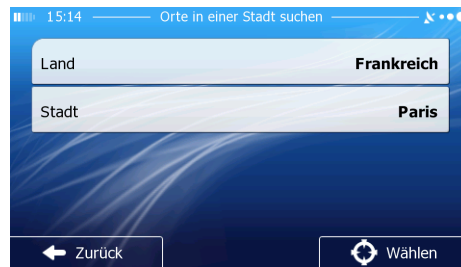 15:14 Orte in einer Stadt suchen
Land Frankreich
Stadt Paris
Zurück Wählen